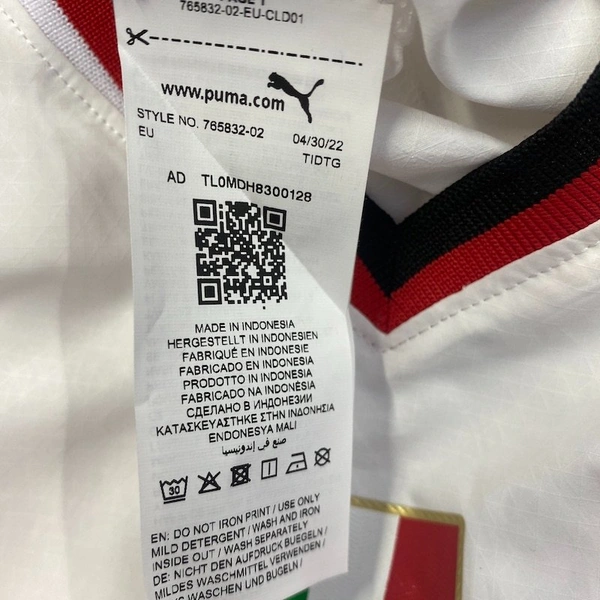 765832-02-EU-CLD01
www.puma.com
STYLE NO. 765832-02 04/30/22
EU TIDTG
AD TL0MDH8300128
MADE IN INDONESIA
HERGESTELLT IN INDONESIEN
FABRIQUÉ EN INDONESIE
FABRICADO EN INDONESIA
PRODOTTO IN INDONESIA
FABRICADO NA INDONÉSIA
СДЕЛАНО В ИНДОНЕЗИИ
ΚΑΤΑΣΚΕΥΑΣΤΗΚΕ ΣΤΗΝ ΙΝΔΟΝΗΣΙΑ
ENDONESYA MALI
صنع في إندونيسيا
30
EN: DO NOT IRON PRINT / USE ONLY
MILD DETERGENT / WASH AND IRON
INSIDE OUT / WASH SEPARATELY
DE: NICHT DEN AUFDRUCK BUEGELN /
MILDES WASCHMITTEL VERWENDEN /
WASCHEN UND BUGELN /